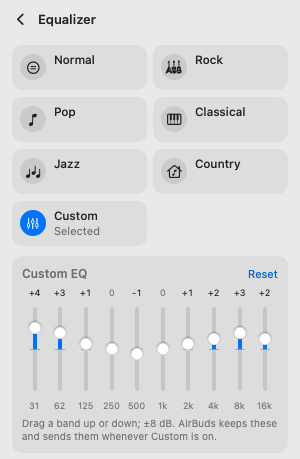 Equalizer
Normal
Rock
Pop
Classical
Jazz
Country
Custom
Selected
Custom EQ
Reset
+4 +3 +1 0 -1 0 +1 +2 +3 +2
31 62 125 250 500 1k 2k 4k 8k 16k
Drag a band up or down; ±8 dB. AirBuds keeps these
and sends them whenever Custom is on.